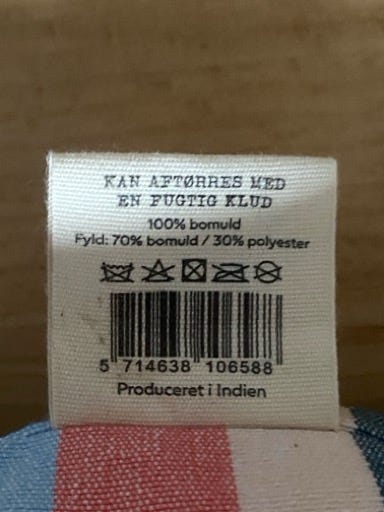 KAN AFTØRRES MED
EN FUGTIG KLUD
100% bomuld
Fyld: 70% bomuld / 30% polyester
5 714638 106588
Produceret i Indien